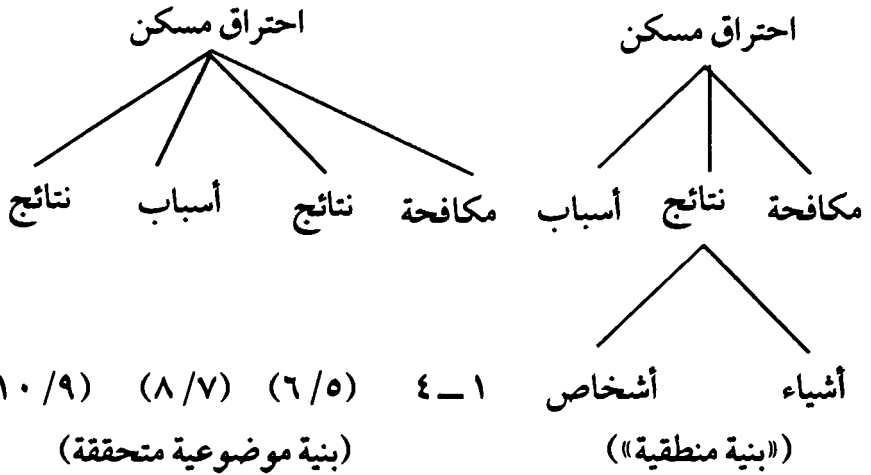 احتراق مسكن
احتراق مسكن
مكافحة نتائج أسباب
مكافحة نتائج أسباب نتائج
أشياء أشخاص
١ – ٤ (٥/ ٦) (٧/ ٨) (٩/ ١٠)
(«بنية منطقية»)
(بنية موضوعية متحققة)